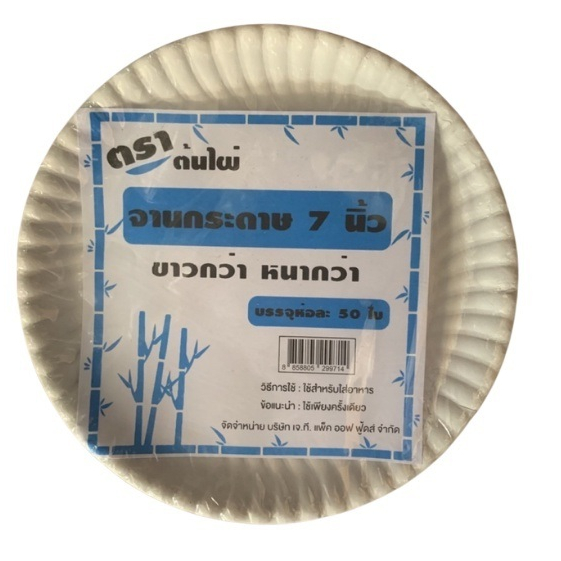 ตรา
ต้นไผ่
จานกระดาษ 7 นิ้ว
ขาวกว่า หนากว่า
บรรจุห่อละ 50 ใบ
8 858805 299714
วิธีการใช้ : ใช้สำหรับใส่อาหาร
ข้อแนะนำ : ใช้เพียงครั้งเดียว
จัดจำหน่าย บริษัท เจ.ที. แพ็ค ออฟ ฟู้ดส์ จำกัด